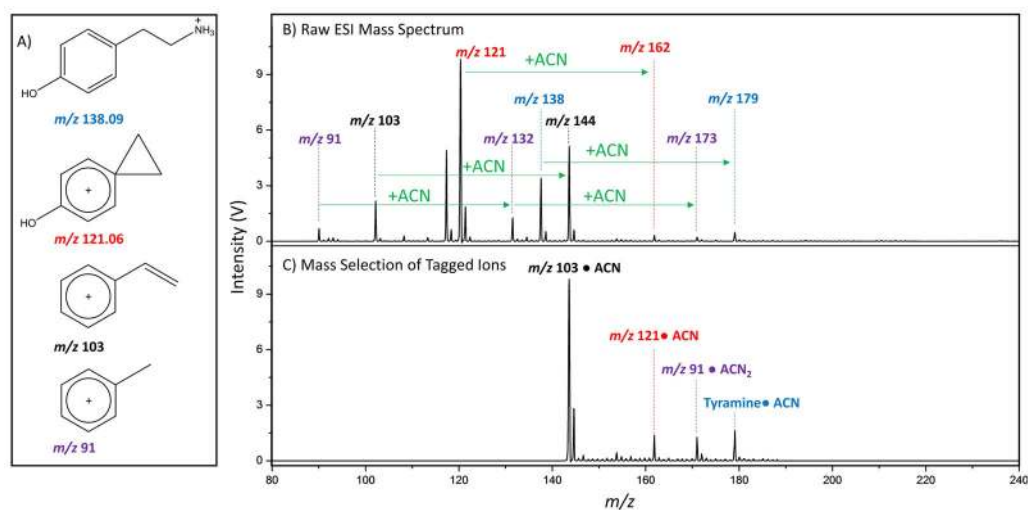 A)
NH3
+
HO
m/z 138.09
+
HO
m/z 121.06
+
m/z 103
+
m/z 91
B) Raw ESI Mass Spectrum
m/z 121
m/z 162
+ACN
m/z 138
m/z 179
m/z 103
m/z 144
m/z 91
m/z 132
m/z 173
+ACN
+ACN
+ACN
+ACN
9
6
3
0
Intensity (V)
C) Mass Selection of Tagged Ions
m/z 103 • ACN
m/z 121• ACN
m/z 91 • ACN2
Tyramine• ACN
9
6
3
0
80 100 120 140 160 180 200 220 240
m/z